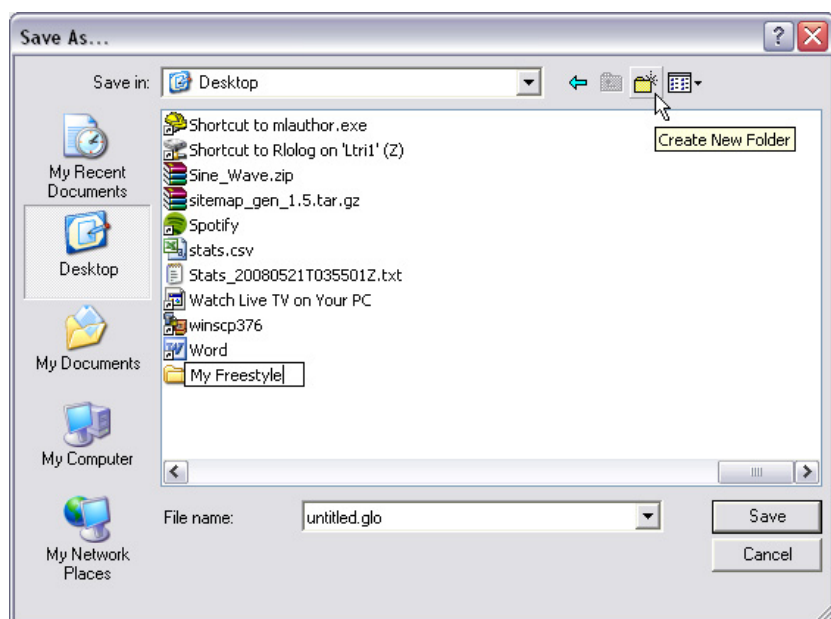 Save As...
Save in:
Desktop
Create New Folder
Shortcut to mlauthor.exe
Shortcut to Rlolog on 'Ltri1' (Z)
Sine_Wave.zip
sitemap_gen_1.5.tar.gz
Spotify
stats.csv
Stats_20080521T035501Z.txt
Watch Live TV on Your PC
winscp376
Word
My Freestyle
My Recent
Documents
Desktop
My Documents
My Computer
My Network
Places
File name:
untitled.glo
Save
Cancel